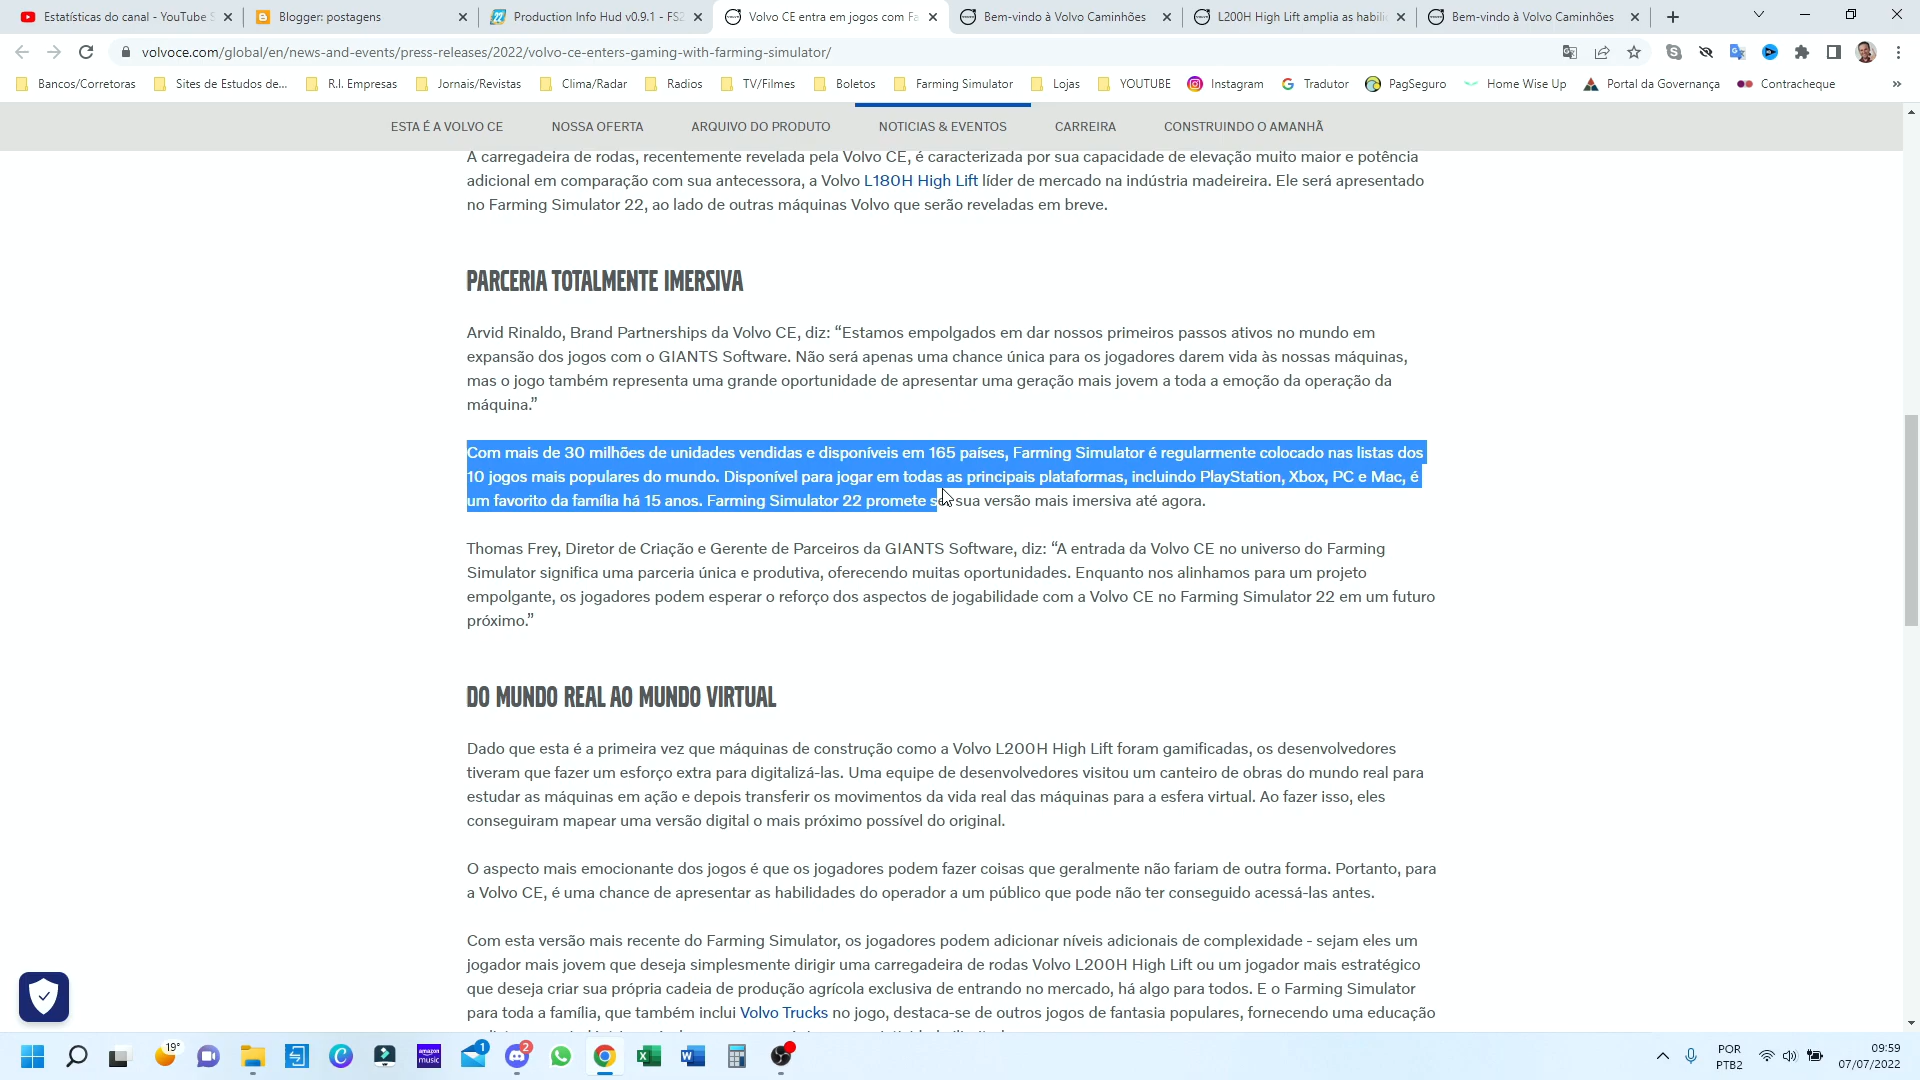 Estatísticas do canal - YouTube S
Blogger: postagens
Production Info Hud v0.9.1 - FS2
Volvo CE entra em jogos com Fa
Bem-vindo à Volvo Caminhões
L200H High Lift amplia as habili
Bem-vindo à Volvo Caminhões
volvoce.com/global/en/news-and-events/press-releases/2022/volvo-ce-enters-gaming-with-farming-simulator/
Bancos/Corretoras
Sites de Estudos de...
R.I. Empresas
Jornais/Revistas
Clima/Radar
Radios
TV/Filmes
Boletos
Farming Simulator
Lojas
YOUTUBE
Instagram
Tradutor
PagSeguro
Home Wise Up
Portal da Governança
Contracheque
»
ESTA É A VOLVO CE
NOSSA OFERTA
ARQUIVO DO PRODUTO
NOTICIAS & EVENTOS
CARREIRA
CONSTRUINDO O AMANHÃ
A carregadeira de rodas, recentemente revelada pela Volvo CE, é caracterizada por sua capacidade de elevação muito maior e potência
adicional em comparação com sua antecessora, a Volvo L180H High Lift líder de mercado na indústria madeireira. Ele será apresentado
no Farming Simulator 22, ao lado de outras máquinas Volvo que serão reveladas em breve.
PARCERIA TOTALMENTE IMERSIVA
Arvid Rinaldo, Brand Partnerships da Volvo CE, diz: “Estamos empolgados em dar nossos primeiros passos ativos no mundo em
expansão dos jogos com o GIANTS Software. Não será apenas uma chance única para os jogadores darem vida às nossas máquinas,
mas o jogo também representa uma grande oportunidade de apresentar uma geração mais jovem a toda a emoção da operação da
máquina.”
Com mais de 30 milhões de unidades vendidas e disponíveis em 165 países, Farming Simulator é regularmente colocado nas listas dos
10 jogos mais populares do mundo. Disponível para jogar em todas as principais plataformas, incluindo PlayStation, Xbox, PC e Mac, é
um favorito da família há 15 anos. Farming Simulator 22 promete ser sua versão mais imersiva até agora.
Thomas Frey, Diretor de Criação e Gerente de Parceiros da GIANTS Software, diz: “A entrada da Volvo CE no universo do Farming
Simulator significa uma parceria única e produtiva, oferecendo muitas oportunidades. Enquanto nos alinhamos para um projeto
empolgante, os jogadores podem esperar o reforço dos aspectos de jogabilidade com a Volvo CE no Farming Simulator 22 em um futuro
próximo.”
DO MUNDO REAL AO MUNDO VIRTUAL
Dado que esta é a primeira vez que máquinas de construção como a Volvo L200H High Lift foram gamificadas, os desenvolvedores
tiveram que fazer um esforço extra para digitalizá-las. Uma equipe de desenvolvedores visitou um canteiro de obras do mundo real para
estudar as máquinas em ação e depois transferir os movimentos da vida real das máquinas para a esfera virtual. Ao fazer isso, eles
conseguiram mapear uma versão digital o mais próximo possível do original.
O aspecto mais emocionante dos jogos é que os jogadores podem fazer coisas que geralmente não fariam de outra forma. Portanto, para
a Volvo CE, é uma chance de apresentar as habilidades do operador a um público que pode não ter conseguido acessá-las antes.
Com esta versão mais recente do Farming Simulator, os jogadores podem adicionar níveis adicionais de complexidade - sejam eles um
jogador mais jovem que deseja simplesmente dirigir uma carregadeira de rodas Volvo L200H High Lift ou um jogador mais estratégico
que deseja criar sua própria cadeia de produção agrícola exclusiva de entrando no mercado, há algo para todos. E o Farming Simulator
para toda a família, que também inclui Volvo Trucks no jogo, destaca-se de outros jogos de fantasia populares, fornecendo uma educação
19°
amazon music
1
2
POR
PTB2
09:59
07/07/2022